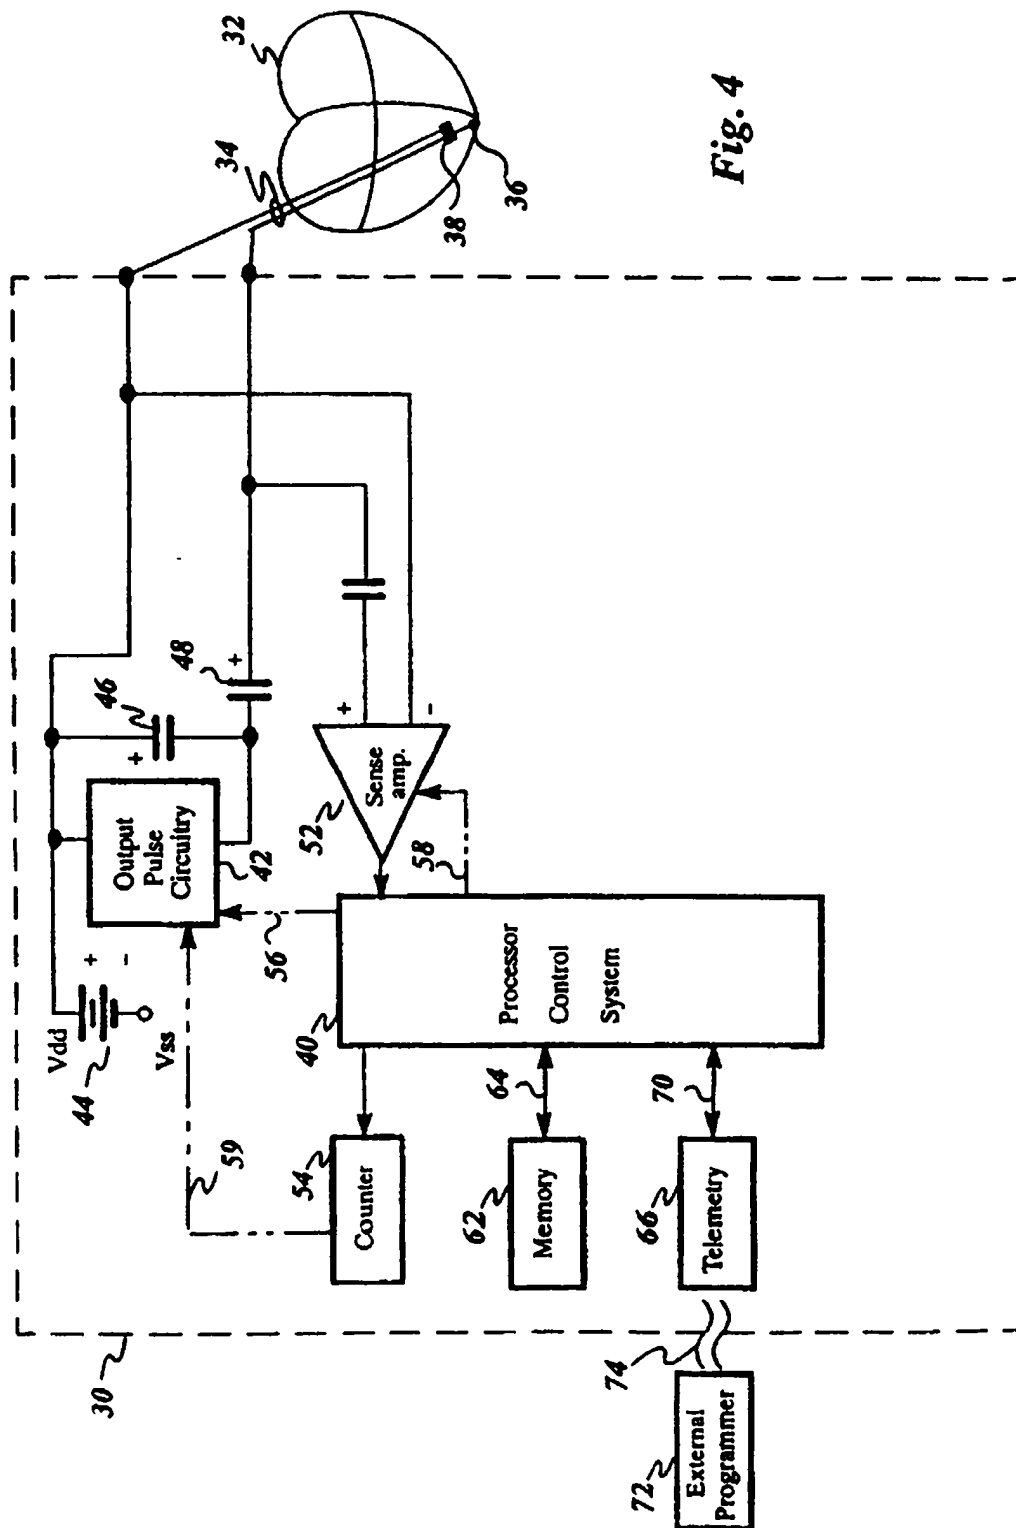 30
44
Vdd
+
-
Vss
59
Output
Pulse
Circuitry
42
46
+
48
+
56
52
Sense
amp.
+
-
58
40
Processor
Control
System
54
Counter
62
Memory
64
66
Telemetry
70
72
External
Programmer
74
34
32
38
36
Fig. 4